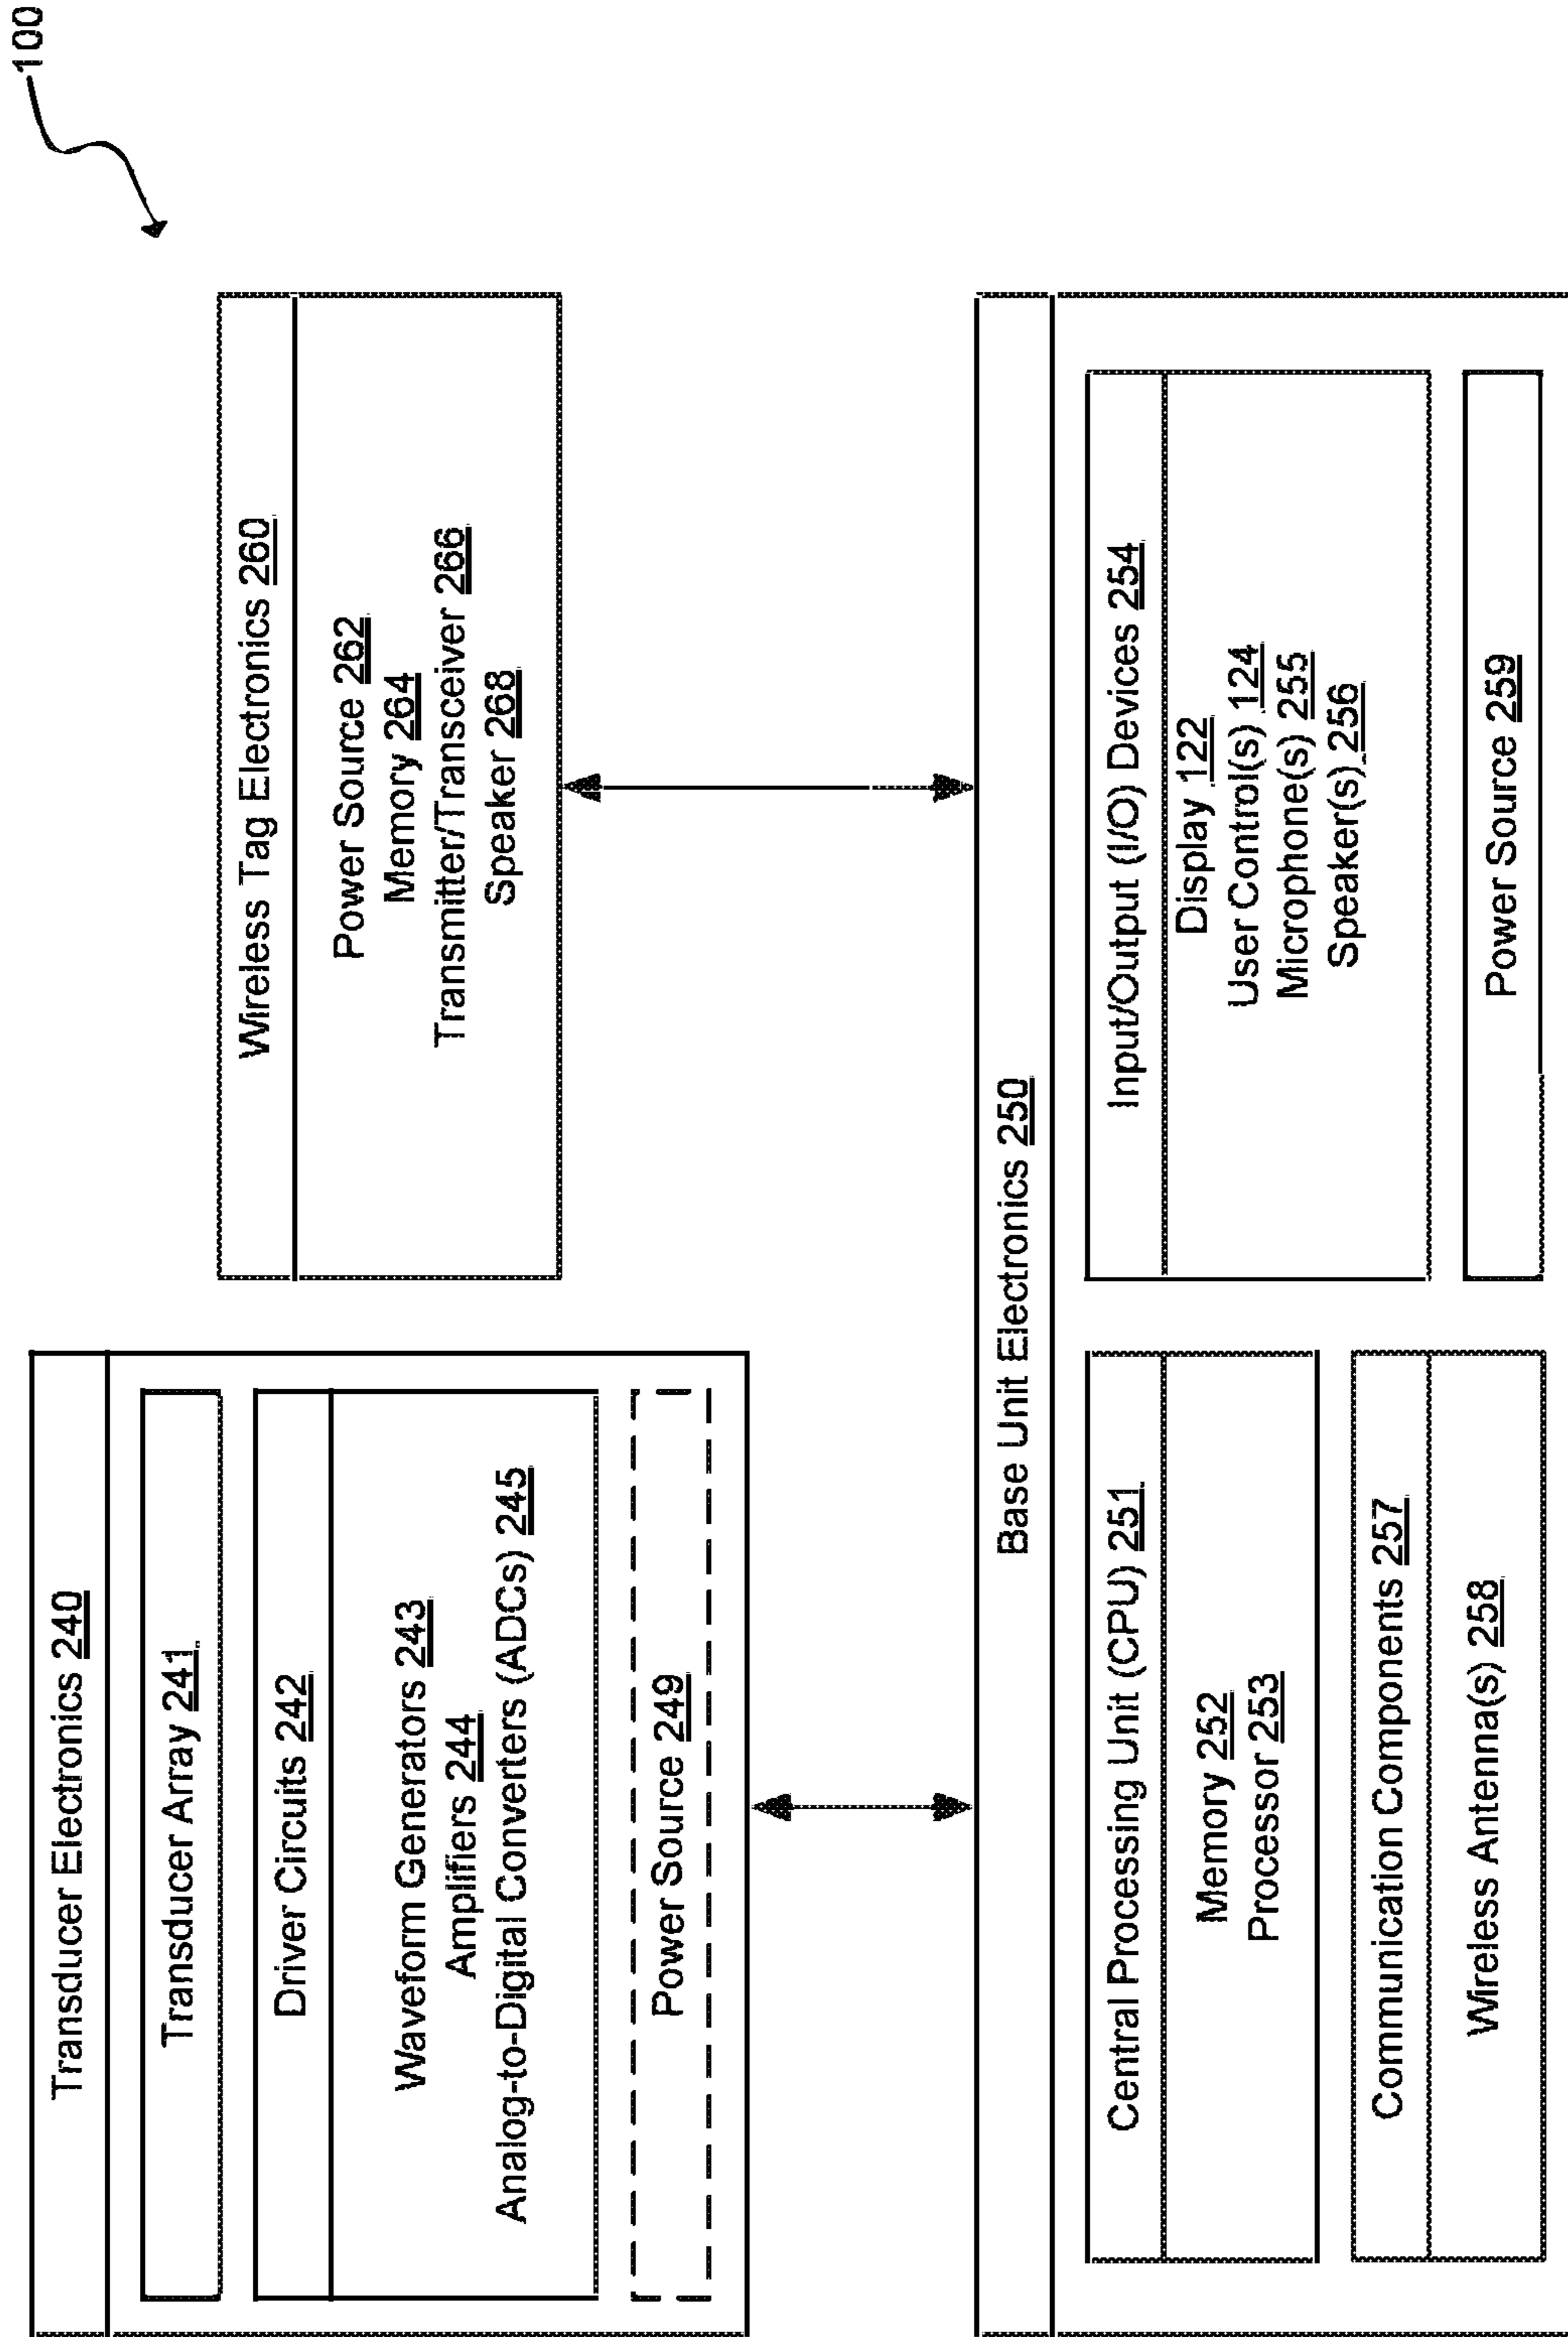 100
Transducer Electronics 240
Transducer Array 241
Driver Circuits 242
Waveform Generators 243
Amplifiers 244
Analog-to-Digital Converters (ADCs) 245
Power Source 249
Wireless Tag Electronics 260
Power Source 262
Memory 264
Transmitter/Transceiver 266
Speaker 268
Base Unit Electronics 250
Central Processing Unit (CPU) 251
Memory 252
Processor 253
Communication Components 257
Wireless Antenna(s) 258
Input/Output (I/O) Devices 254
Display 122
User Control(s) 124
Microphone(s) 255
Speaker(s) 256
Power Source 259